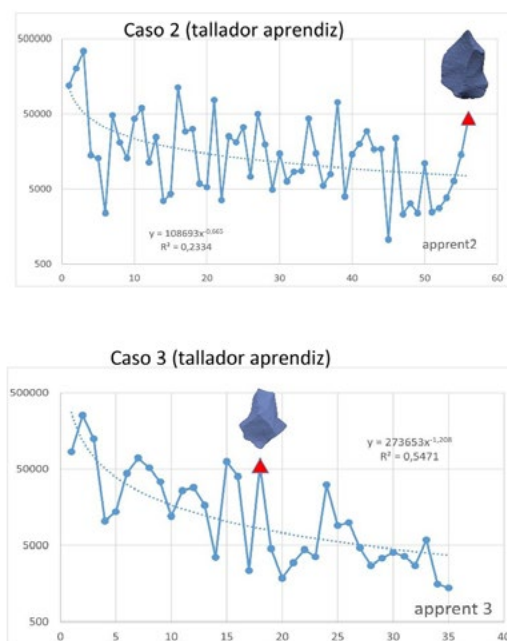 Caso 2 (tallador aprendiz)
500000
50000
5000
500
y = 108693x^-0,665
R² = 0,2334
apprent2
0 10 20 30 40 50 60
Caso 3 (tallador aprendiz)
500000
50000
5000
500
y = 273653x^-1,208
R² = 0,5471
apprent 3
0 5 10 15 20 25 30 35 40